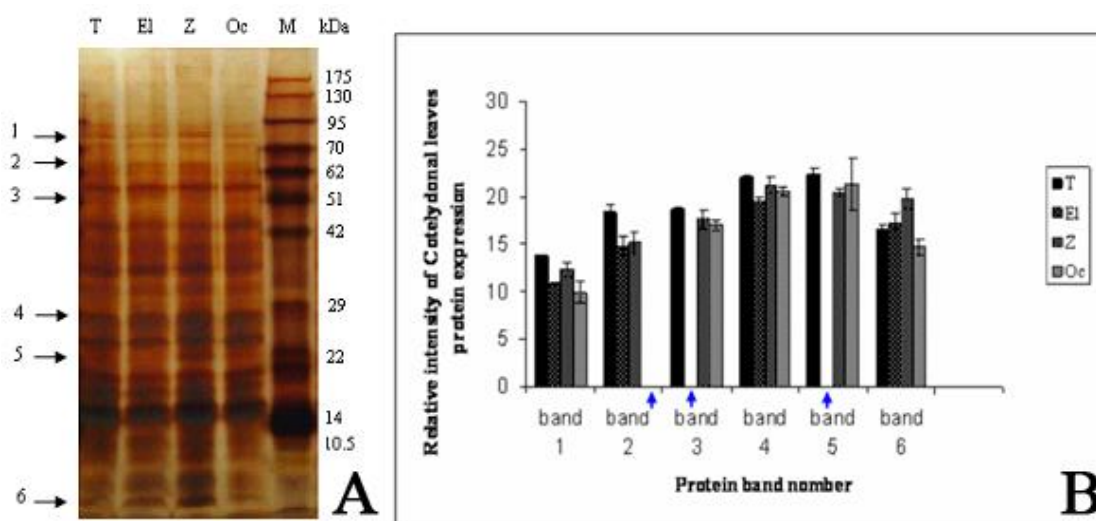 T El Z Oc M kDa
175
130
95
70
62
51
42
29
22
14
10.5
1
2
3
4
5
6
A
Relative intensity of Cotelydonal leaves
protein expression
30
25
20
15
10
5
0
band band band band band band
1 2 3 4 5 6
Protein band nomber
T
El
Z
Oc
B